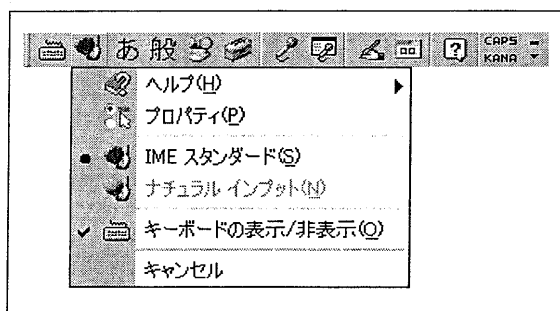 あ 般 ? CAPS
KANA
ヘルプ(H)
プロパティ(P)
IME スタンダード(S)
ナチュラル インプット(N)
キーボードの表示/非表示(O)
キャンセル